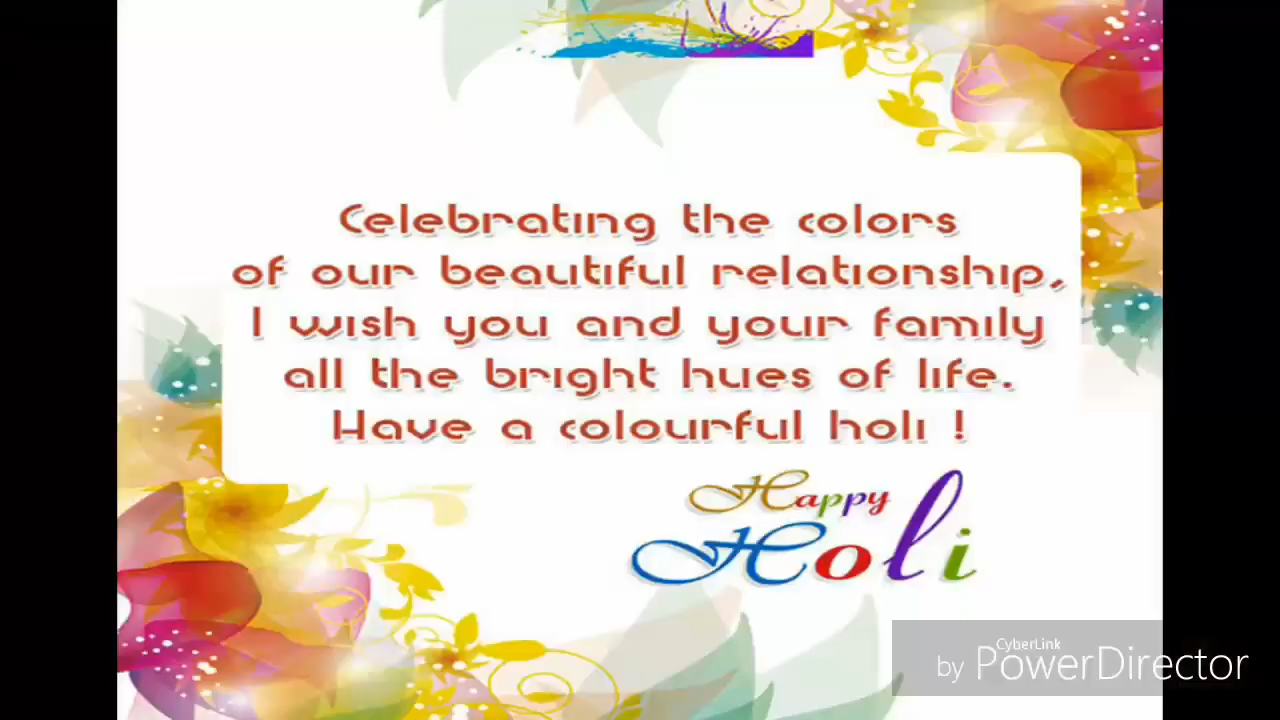 Celebrating the colors
of our beautiful relationship,
I wish you and your family
all the bright hues of life.
Have a colourful holi !
Happy
Holi
CyberLink
by PowerDirector